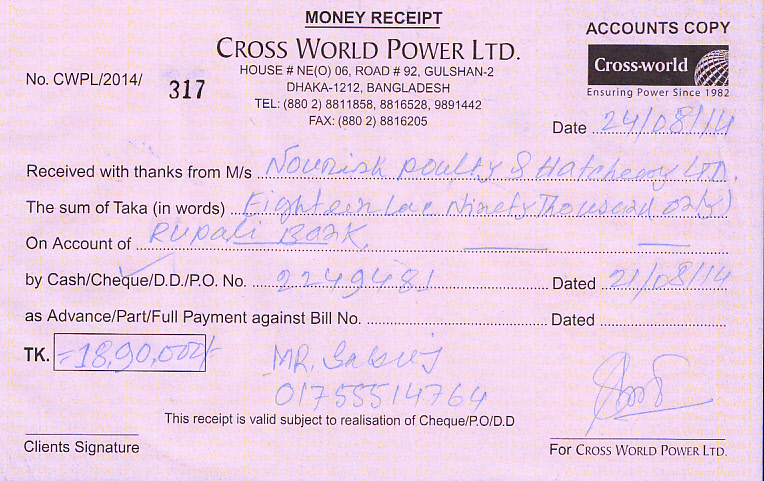 MONEY RECEIPT
ACCOUNTS COPY
CROSS WORLD POWER LTD.
HOUSE # NE(O) 06, ROAD # 92, GULSHAN-2
DHAKA-1212, BANGLADESH
TEL: (880 2) 8811858, 8816528, 9891442
FAX: (880 2) 8816205
Cross-world
Ensuring Power Since 1982
No. CWPL/2014/ 317
Date 24/08/14
Received with thanks from M/s Nourish poulty & Hatchery LTD.
The sum of Taka (in words) Eighteen lac Ninety Thousand only)
On Account of Rupali Bank,
by Cash/Cheque/D.D./P.O. No. 2249481 Dated 21/08/14
as Advance/Part/Full Payment against Bill No. Dated
TK. =18,90,000/-
MR.
01755514764
This receipt is valid subject to realisation of Cheque/P.O/D.D
Clients Signature
For CROSS WORLD POWER LTD.